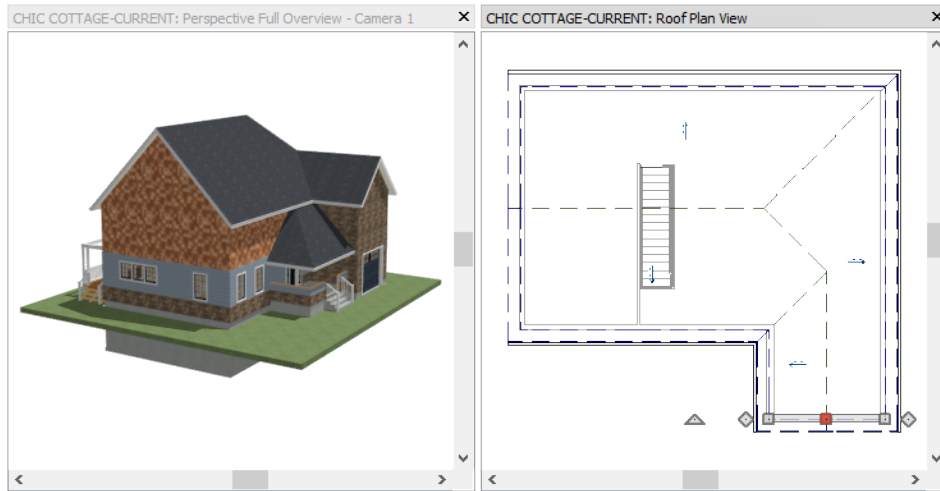 CHIC COTTAGE-CURRENT: Perspective Full Overview - Camera 1
CHIC COTTAGE-CURRENT: Roof Plan View